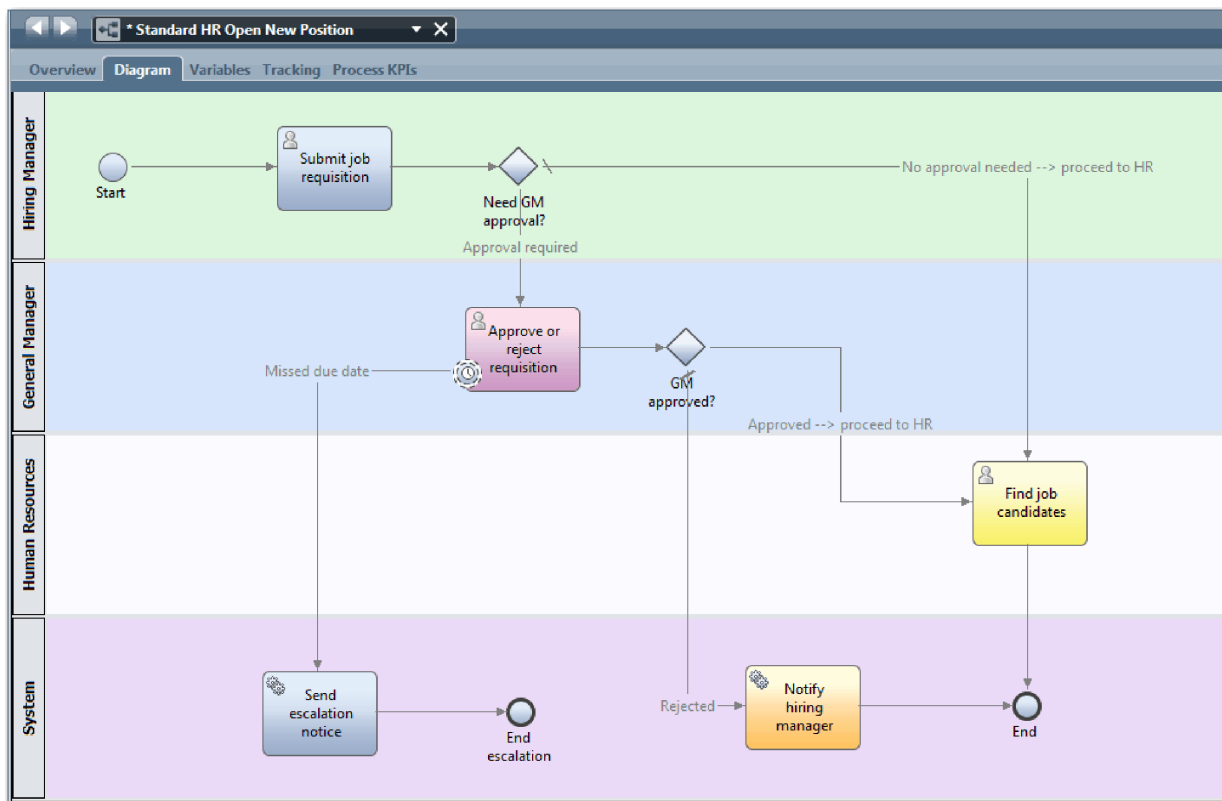 * Standard HR Open New Position
Overview Diagram Variables Tracking Process KPIs
Hiring Manager
Start
Submit job
requisition
Need GM
approval?
No approval needed --> proceed to HR
Approval required
General Manager
Approve or
reject
requisition
Missed due date
GM
approved?
Approved --> proceed to HR
Human Resources
Find job
candidates
System
Send
escalation
notice
End
escalation
Rejected
Notify
hiring
manager
End